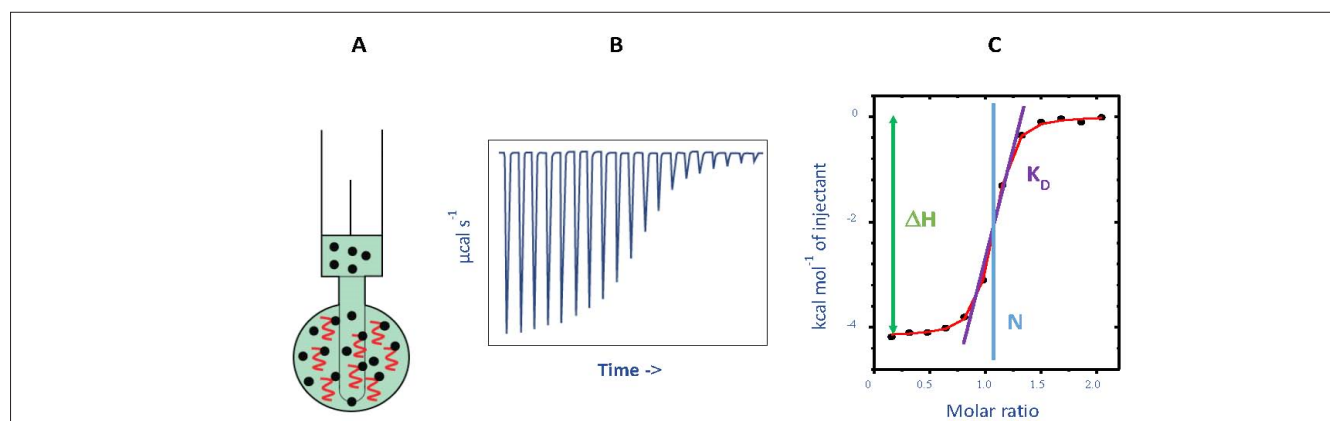 A
B
C
µcal s⁻¹
Time ->
kcal mol⁻¹ of injectant
0
-2
-4
ΔH
K_D
N
0
0.5
1.0
1.5
2.0
Molar ratio